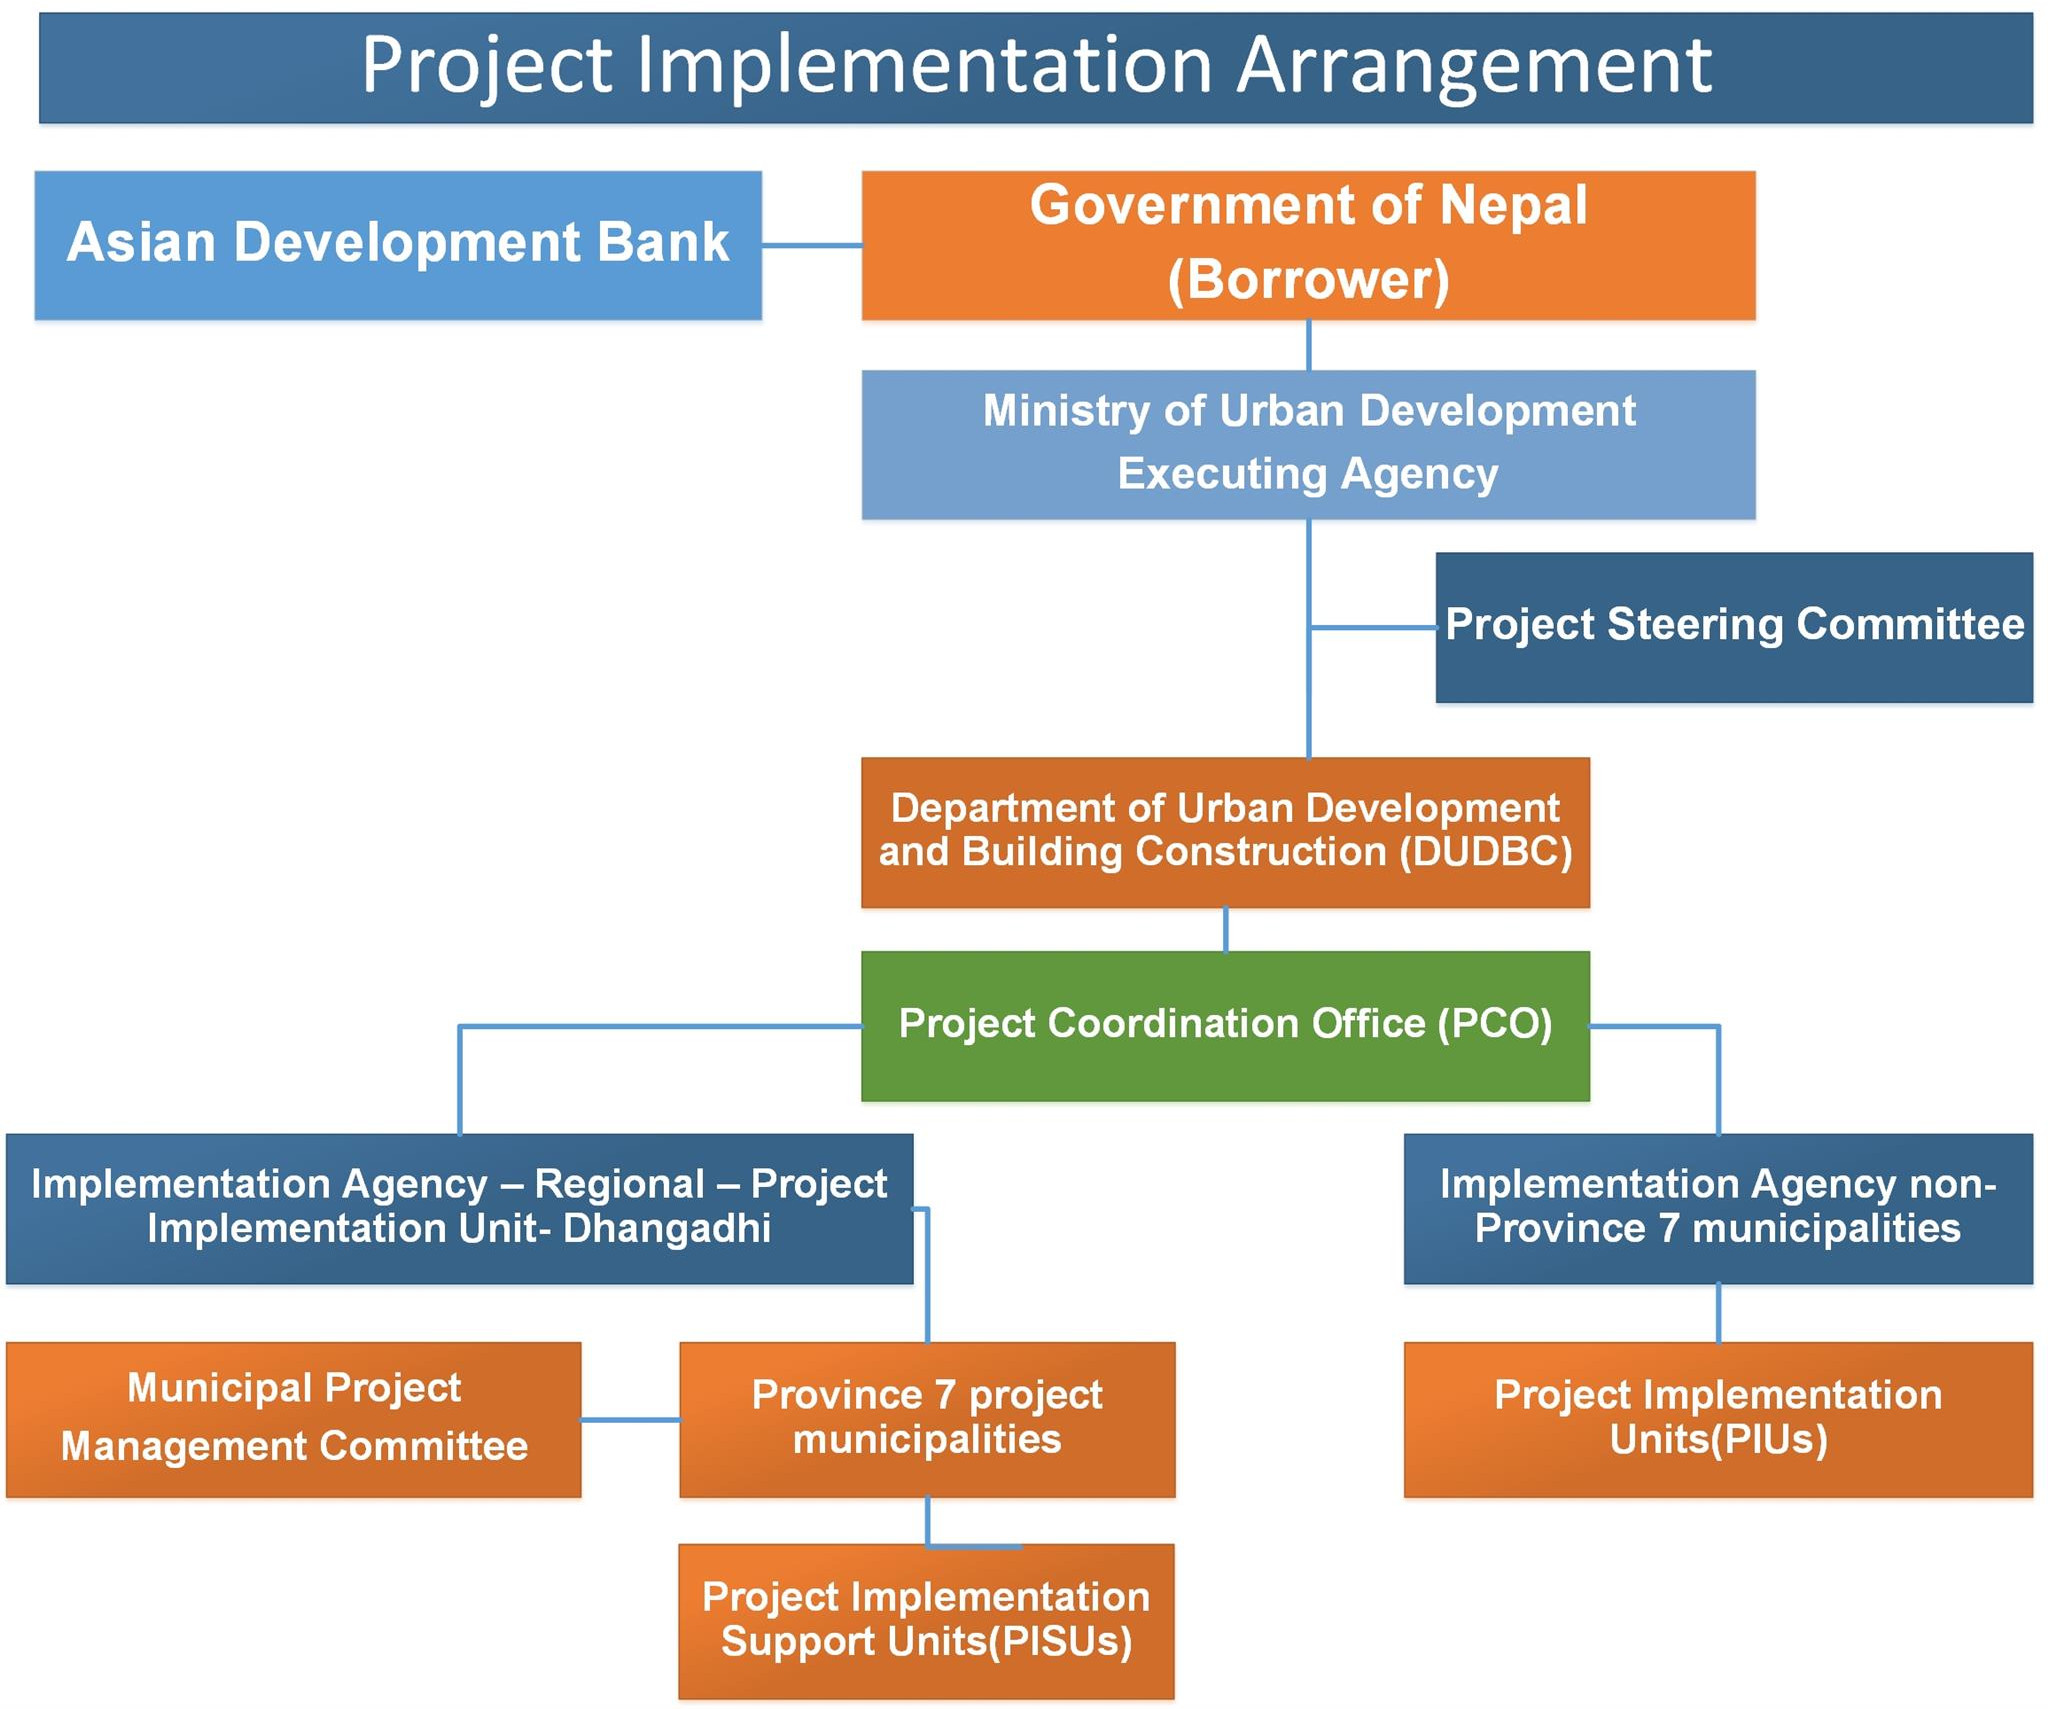 Project Implementation Arrangement
Asian Development Bank
Government of Nepal
(Borrower)
Ministry of Urban Development
Executing Agency
Project Steering Committee
Department of Urban Development
and Building Construction (DUDBC)
Project Coordination Office (PCO)
Implementation Agency – Regional – Project
Implementation Unit- Dhangadhi
Implementation Agency non-
Province 7 municipalities
Municipal Project
Management Committee
Province 7 project
municipalities
Project Implementation
Units(PIUs)
Project Implementation
Support Units(PISUs)